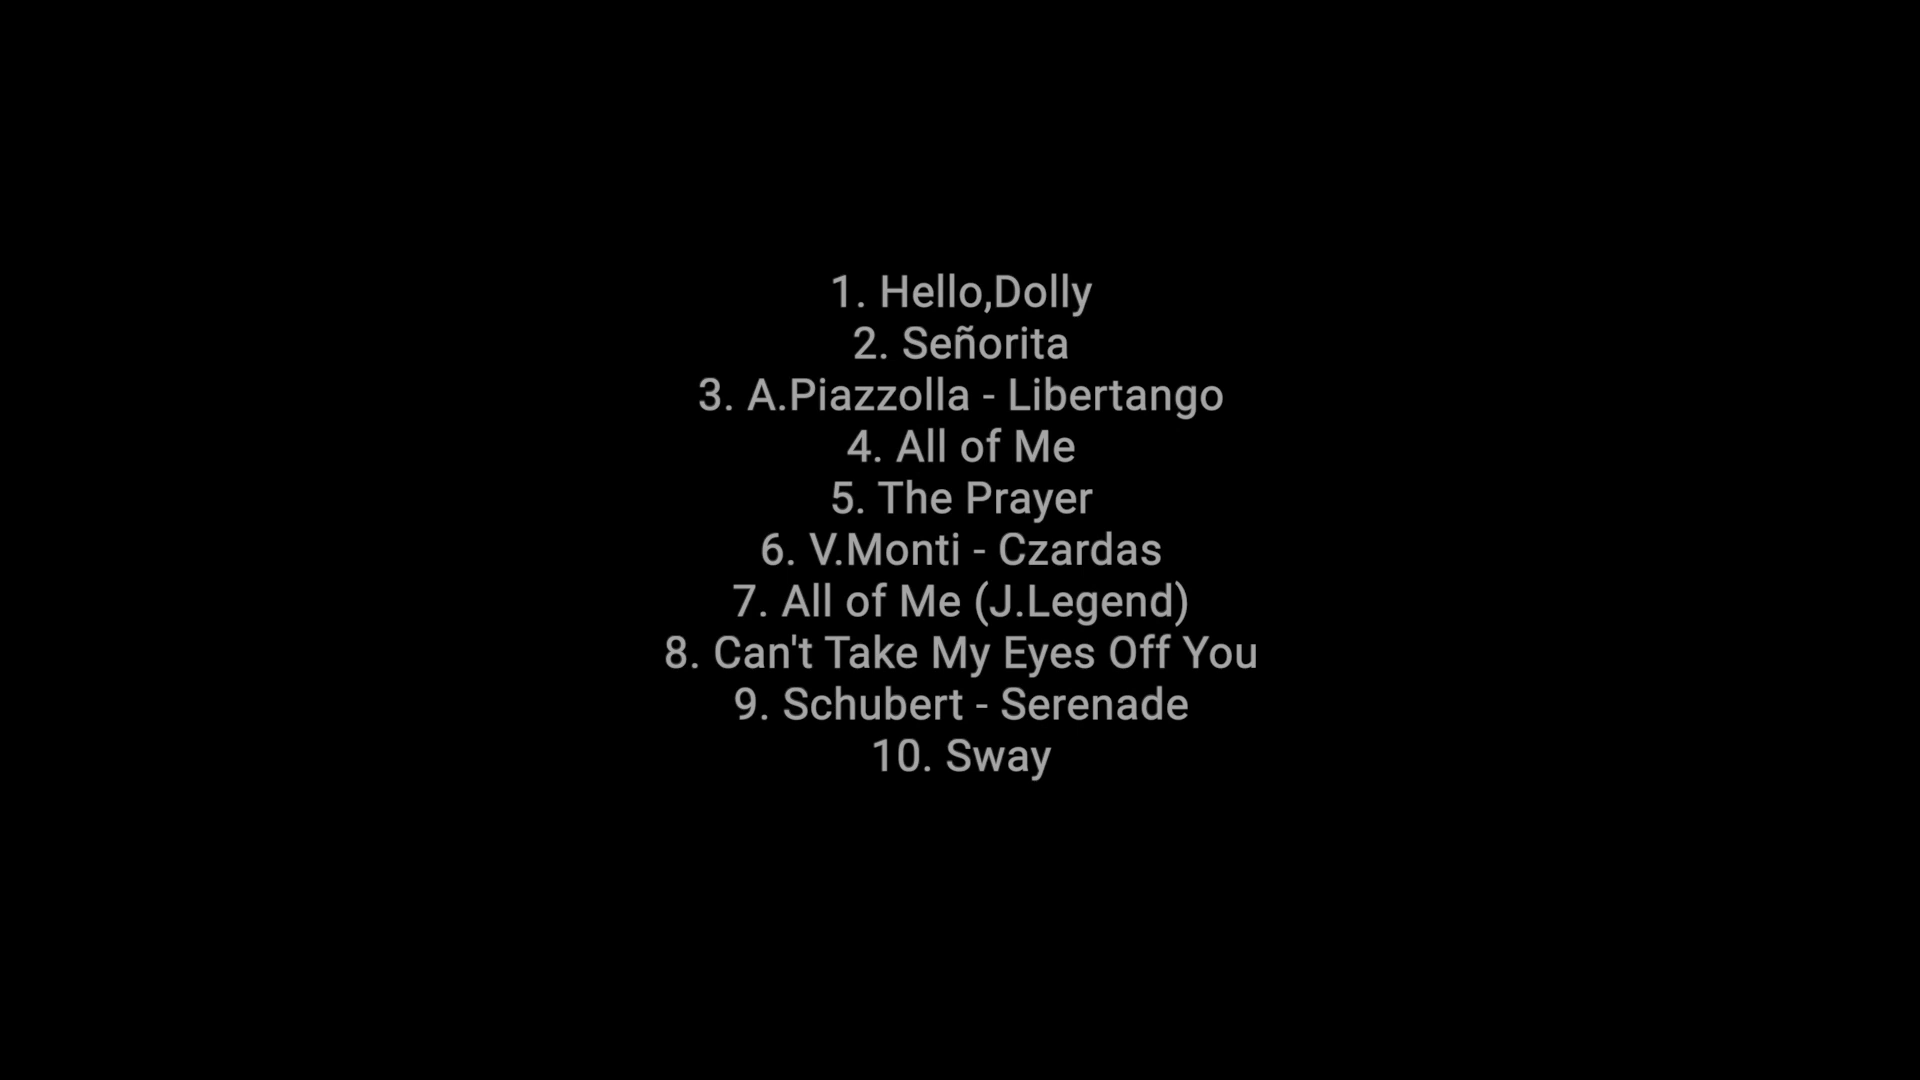 1. Hello,Dolly
2. Señorita
3. A.Piazzolla - Libertango
4. All of Me
5. The Prayer
6. V.Monti - Czardas
7. All of Me (J.Legend)
8. Can't Take My Eyes Off You
9. Schubert - Serenade
10. Sway